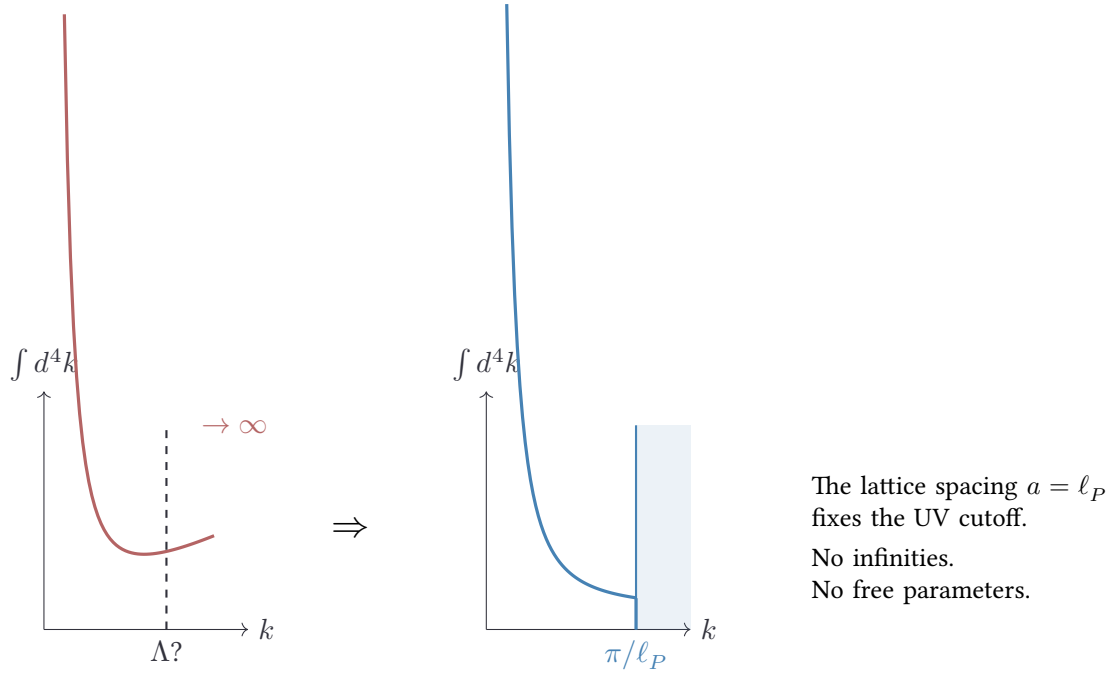 ∫ d⁴k
→ ∞
k
Λ?
⇒
∫ d⁴k
k
π/ℓ_P
The lattice spacing a = ℓ_P
fixes the UV cutoff.
No infinities.
No free parameters.